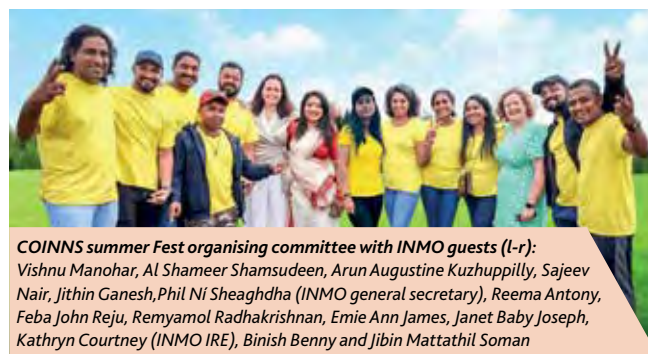 COINNS summer Fest organising committee with INMO guests (l-r):
Vishnu Manohar, Al Shameer Shamsudeen, Arun Augustine Kuzhuppilly, Sajeev
Nair, Jithin Ganesh,Phil Ní Sheaghdha (INMO general secretary), Reema Antony,
Feba John Reju, Remyamol Radhakrishnan, Emie Ann James, Janet Baby Joseph,
Kathryn Courtney (INMO IRE), Binish Benny and Jibin Mattathil Soman